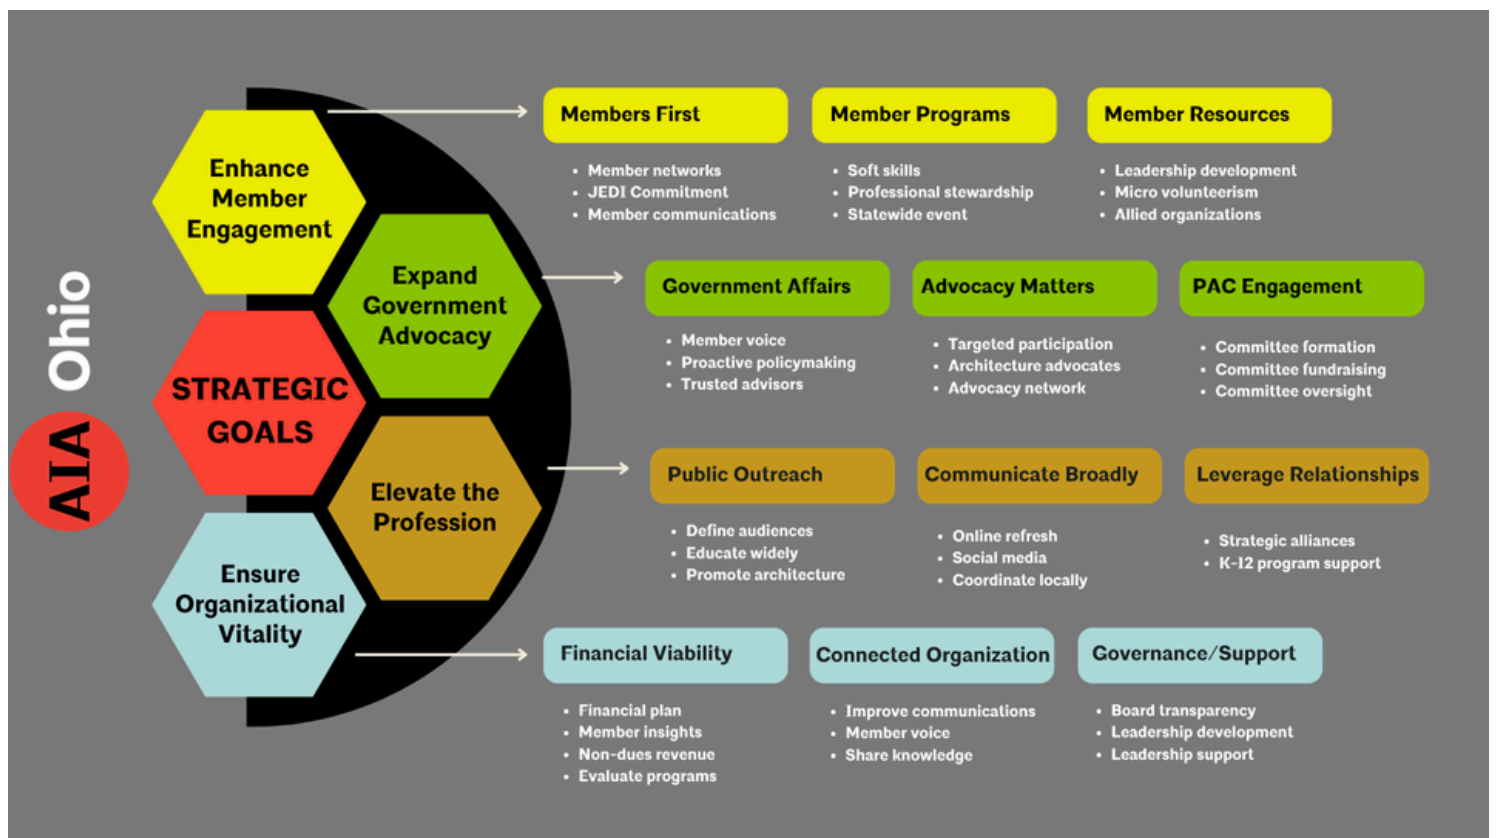 AIA Ohio
STRATEGIC
GOALS
Enhance
Member
Engagement
Members First
• Member networks
• JEDI Commitment
• Member communications
Member Programs
• Soft skills
• Professional stewardship
• Statewide event
Member Resources
• Leadership development
• Micro volunteerism
• Allied organizations
Expand
Government
Advocacy
Government Affairs
• Member voice
• Proactive policymaking
• Trusted advisors
Advocacy Matters
• Targeted participation
• Architecture advocates
• Advocacy network
PAC Engagement
• Committee formation
• Committee fundraising
• Committee oversight
Elevate the
Profession
Public Outreach
• Define audiences
• Educate widely
• Promote architecture
Communicate Broadly
• Online refresh
• Social media
• Coordinate locally
Leverage Relationships
• Strategic alliances
• K-12 program support
Ensure
Organizational
Vitality
Financial Viability
• Financial plan
• Member insights
• Non-dues revenue
• Evaluate programs
Connected Organization
• Improve communications
• Member voice
• Share knowledge
Governance/Support
• Board transparency
• Leadership development
• Leadership support